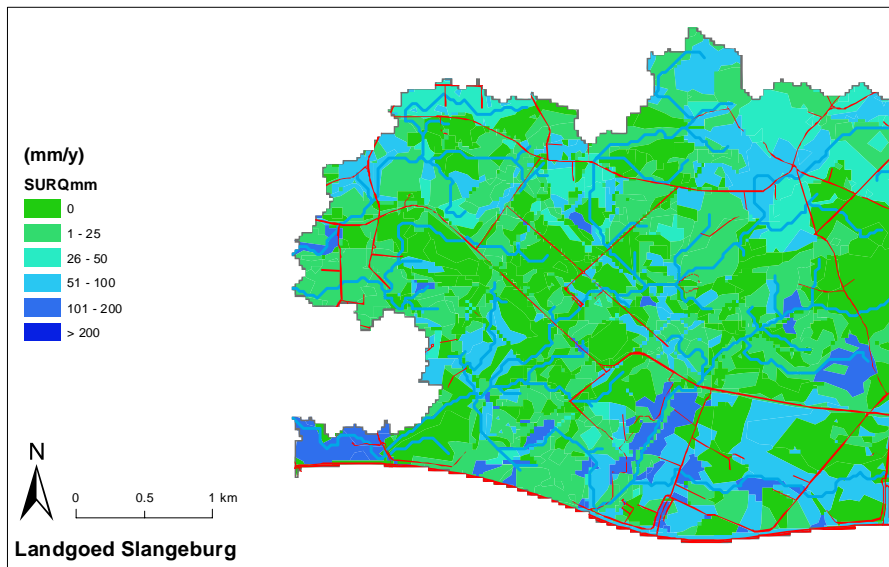 (mm/y)
SURQmm
0
1 - 25
26 - 50
51 - 100
101 - 200
> 200
N
0 0.5 1 km
Landgoed Slangeburg